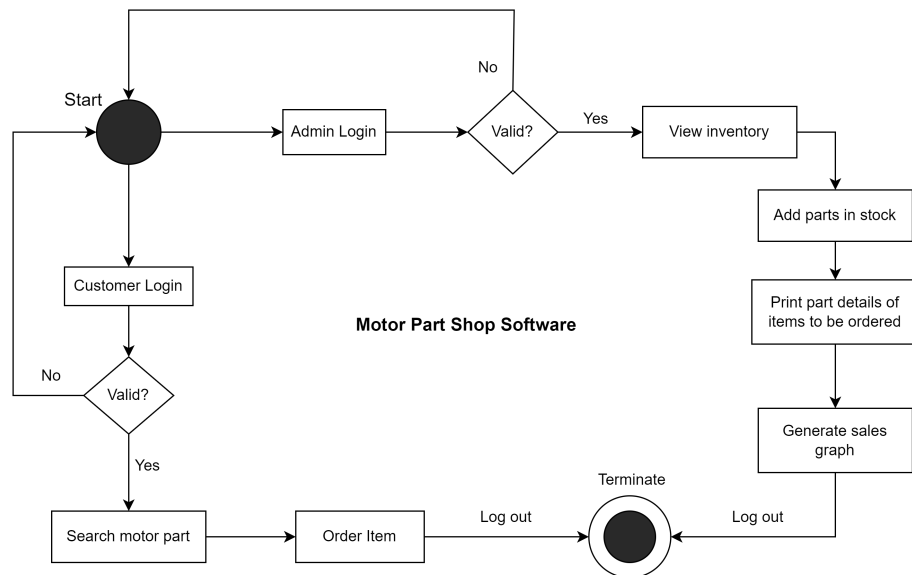 No
Start
Admin Login
Valid?
Yes
View inventory
Add parts in stock
Customer Login
Print part details of
items to be ordered
Motor Part Shop Software
No
Valid?
Generate sales
graph
Yes
Terminate
Search motor part
Order Item
Log out
Log out